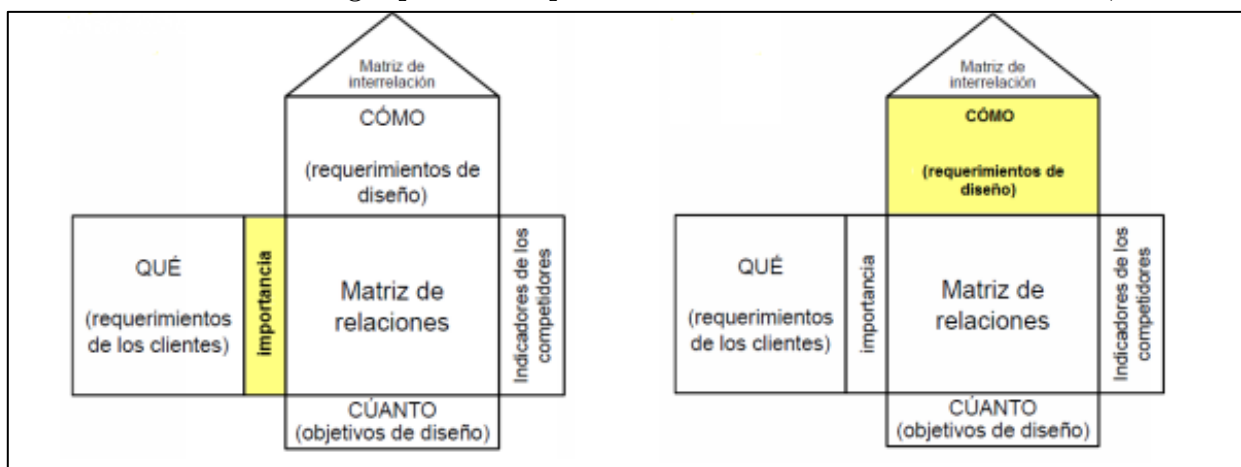 Matriz de
interrelación
CÓMO
(requerimientos de
diseño)
QUÉ
(requerimientos
de los clientes)
importancia
Matriz de
relaciones
Indicadores de los
competidores
CÚANTO
(objetivos de diseño)
Matriz de
interrelación
CÓMO
(requerimientos de
diseño)
QUÉ
(requerimientos
de los clientes)
importancia
Matriz de
relaciones
Indicadores de los
competidores
CÚANTO
(objetivos de diseño)